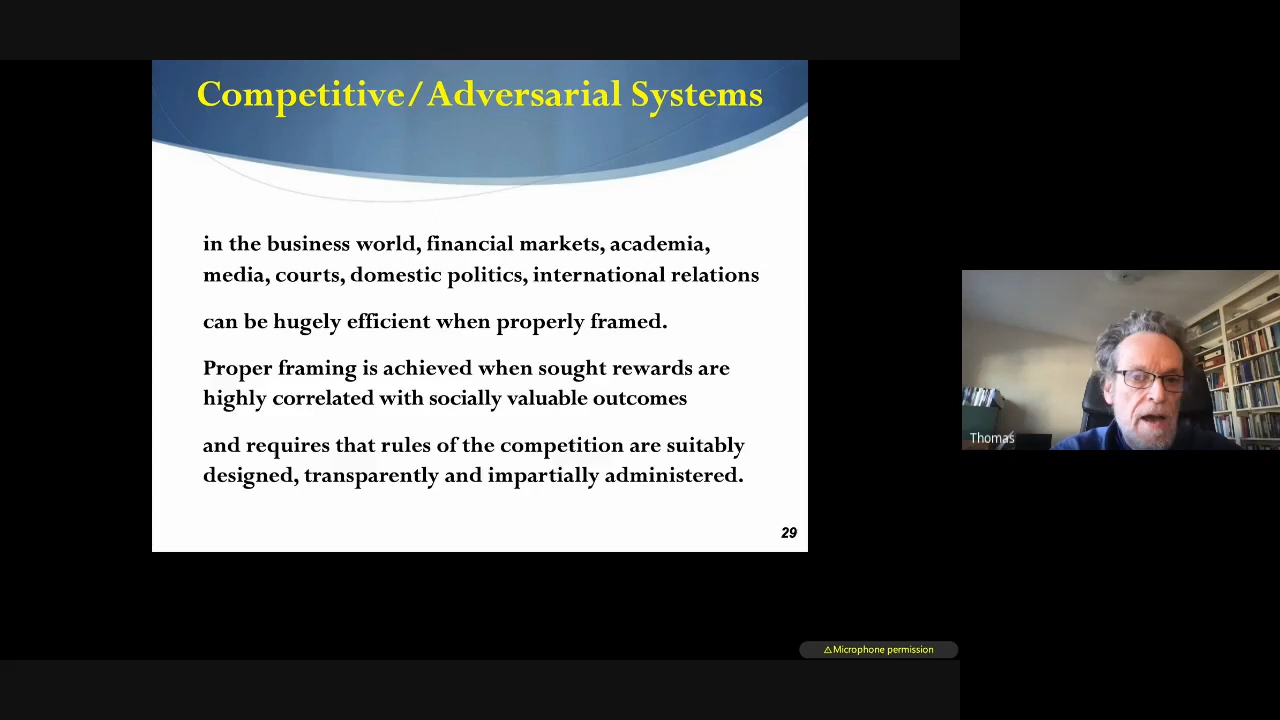 Competitive/Adversarial Systems
in the business world, financial markets, academia,
media, courts, domestic politics, international relations
can be hugely efficient when properly framed.
Proper framing is achieved when sought rewards are
highly correlated with socially valuable outcomes
and requires that rules of the competition are suitably
designed, transparently and impartially administered.
29
Thomas
⚠Microphone permission